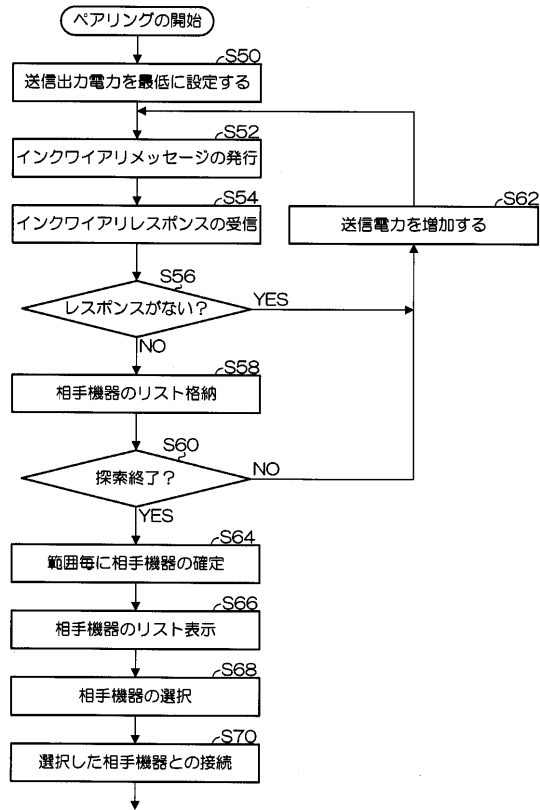 ペアリングの開始
S50
送信出力電力を最低に設定する
S52
インクワイアリメッセージの発行
S54
インクワイアリレスポンスの受信
S62
送信電力を増加する
S56
レスポンスがない?
YES
NO
S58
相手機器のリスト格納
S60
探索終了?
NO
YES
S64
範囲毎に相手機器の確定
S66
相手機器のリスト表示
S68
相手機器の選択
S70
選択した相手機器との接続